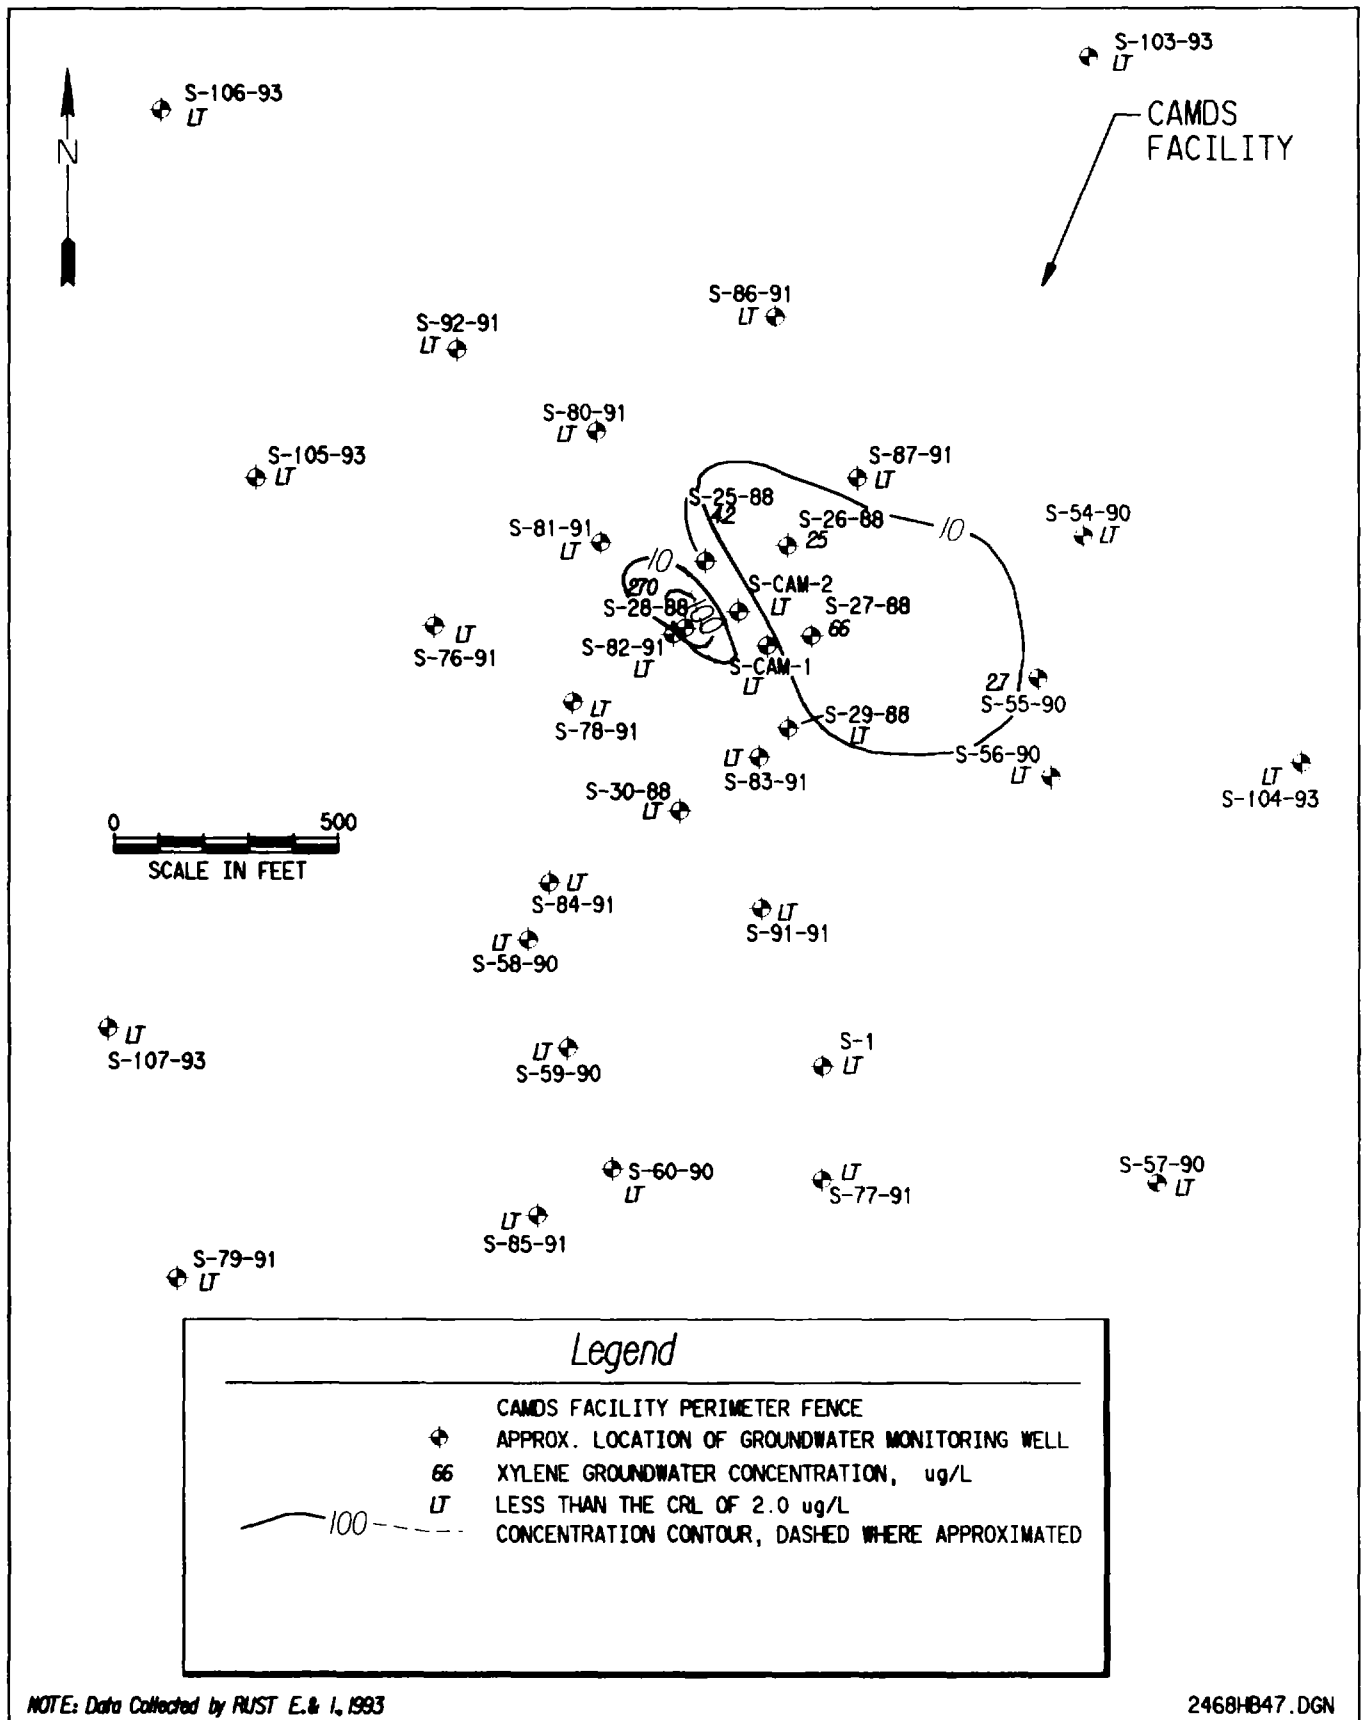 S-103-93
LT
S-106-93
LT
CAMDS
FACILITY
N
S-86-91
LT
S-92-91
LT
S-80-91
LT
S-105-93
LT
S-87-91
LT
S-25-88
42
S-26-88
25
10
S-54-90
LT
S-81-91
LT
10
270
S-28-88
100
S-CAM-2
LT
S-27-88
66
S-82-91
LT
S-CAM-1
LT
LT
S-76-91
27
S-55-90
LT
S-78-91
S-29-88
LT
S-56-90
LT
LT
S-83-91
LT
S-104-93
S-30-88
LT
0 500
SCALE IN FEET
LT
S-84-91
LT
S-91-91
LT
S-58-90
LT
S-107-93
LT
S-59-90
S-1
LT
S-60-90
LT
LT
S-77-91
S-57-90
LT
LT
S-85-91
S-79-91
LT
Legend
CAMDS FACILITY PERIMETER FENCE
APPROX. LOCATION OF GROUNDWATER MONITORING WELL
66 XYLENE GROUNDWATER CONCENTRATION, ug/L
LT LESS THAN THE CRL OF 2.0 ug/L
100 CONCENTRATION CONTOUR, DASHED WHERE APPROXIMATED
NOTE: Data Collected by RUST E.& I., 1993
2468HB47.DGN